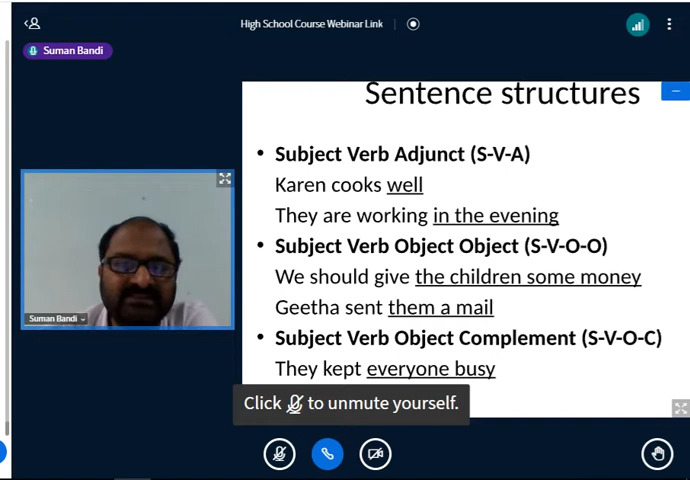 High School Course Webinar Link
Suman Bandi
Sentence structures
• Subject Verb Adjunct (S-V-A)
Karen cooks well
They are working in the evening
• Subject Verb Object Object (S-V-O-O)
We should give the children some money
Geetha sent them a mail
• Subject Verb Object Complement (S-V-O-C)
They kept everyone busy
Suman Bandi
Click to unmute yourself.